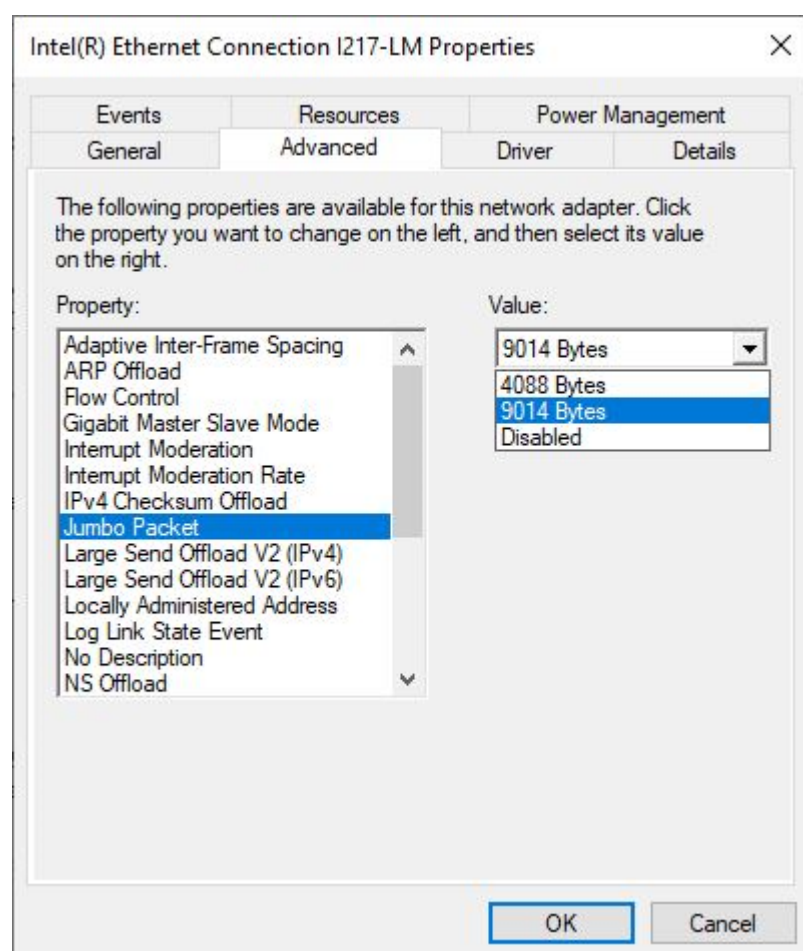 Intel(R) Ethernet Connection I217-LM Properties
Events Resources Power Management
General Advanced Driver Details
The following properties are available for this network adapter. Click
the property you want to change on the left, and then select its value
on the right.
Property: Value:
Adaptive Inter-Frame Spacing
ARP Offload
Flow Control
Gigabit Master Slave Mode
Interrupt Moderation
Interrupt Moderation Rate
IPv4 Checksum Offload
Jumbo Packet
Large Send Offload V2 (IPv4)
Large Send Offload V2 (IPv6)
Locally Administered Address
Log Link State Event
No Description
NS Offload
9014 Bytes
4088 Bytes
9014 Bytes
Disabled
OK Cancel